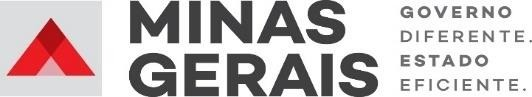 MINAS
GERAIS
GOVERNO
DIFERENTE.
ESTADO
EFICIENTE.